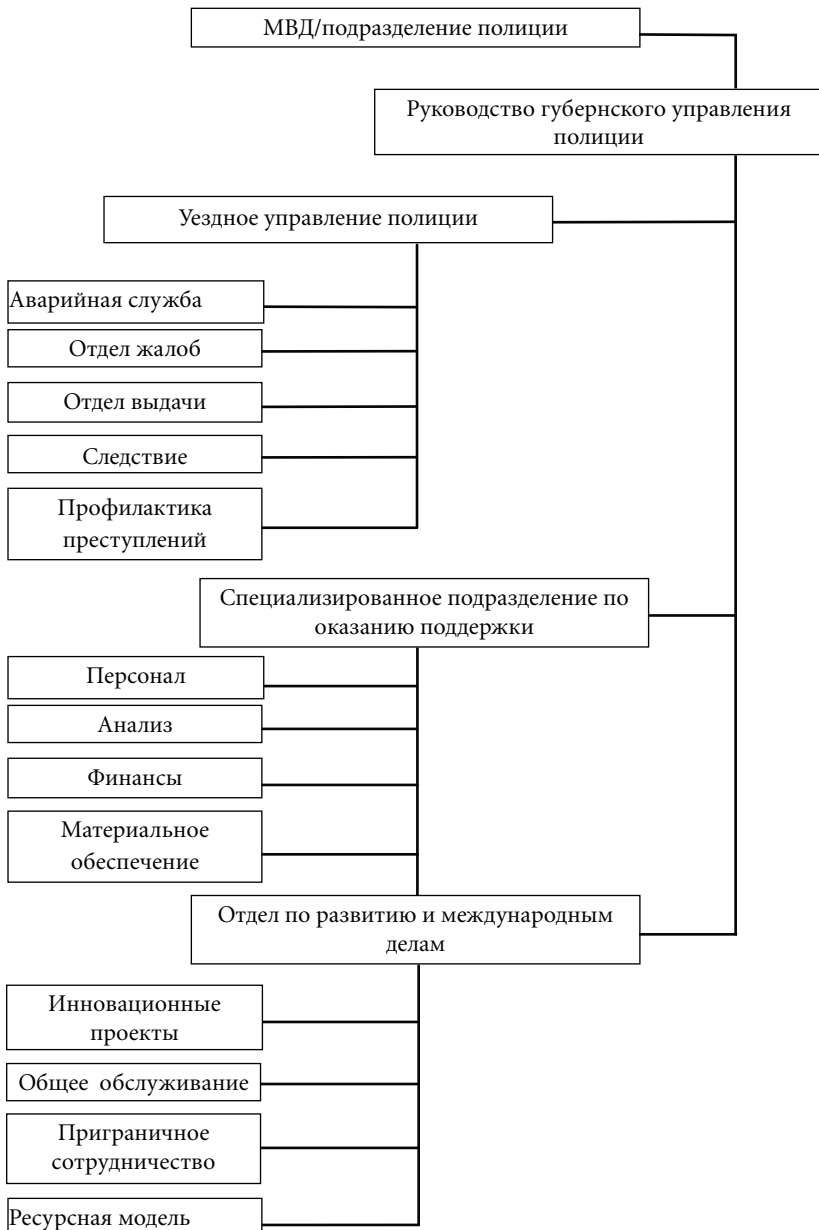 МВД/подразделение полиции
Руководство губернского управления
полиции
Уездное управление полиции
Аварийная служба
Отдел жалоб
Отдел выдачи
Следствие
Профилактика
преступлений
Специализированное подразделение по
оказанию поддержки
Персонал
Анализ
Финансы
Материальное
обеспечение
Отдел по развитию и международным
делам
Инновационные
проекты
Общее обслуживание
Приграничное
сотрудничество
Ресурсная модель